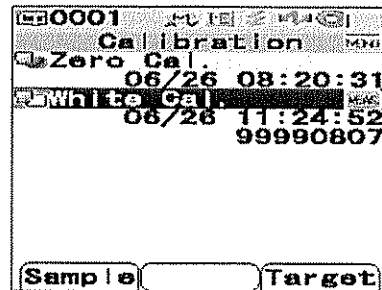 0001
Calibration
Zero Cal.
06/26 08:20:31
White Cal.
06/26 11:24:52
99990807
Sample Target